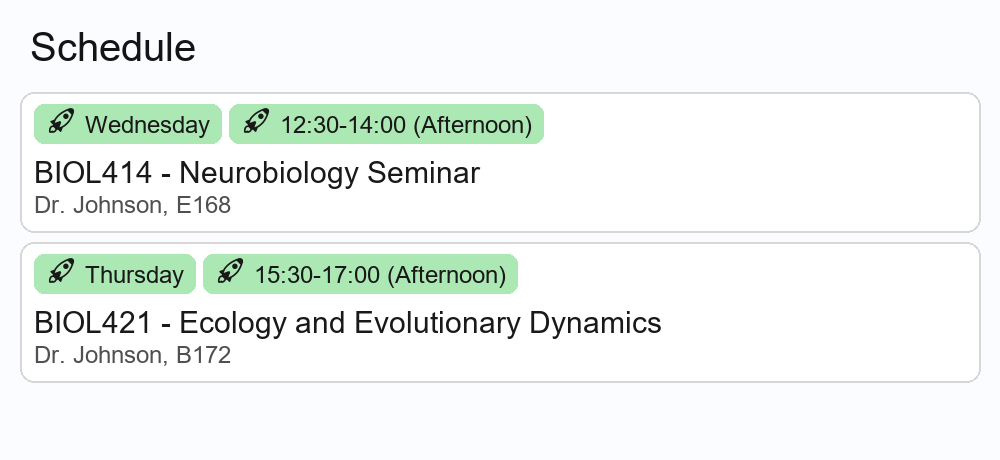 Schedule
Wednesday 12:30-14:00 (Afternoon)
BIOL414 - Neurobiology Seminar
Dr. Johnson, E168
Thursday 15:30-17:00 (Afternoon)
BIOL421 - Ecology and Evolutionary Dynamics
Dr. Johnson, B172